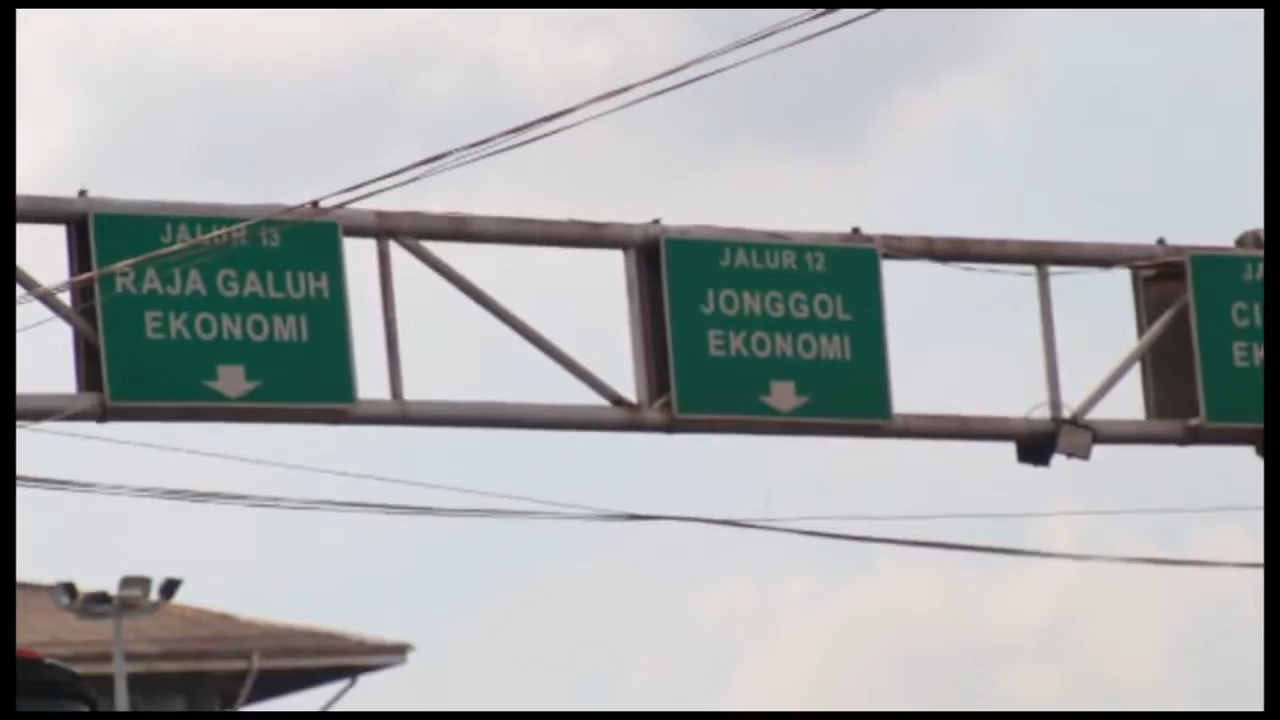 JALUR 13
RAJA GALUH
EKONOMI
JALUR 12
JONGGOL
EKONOMI